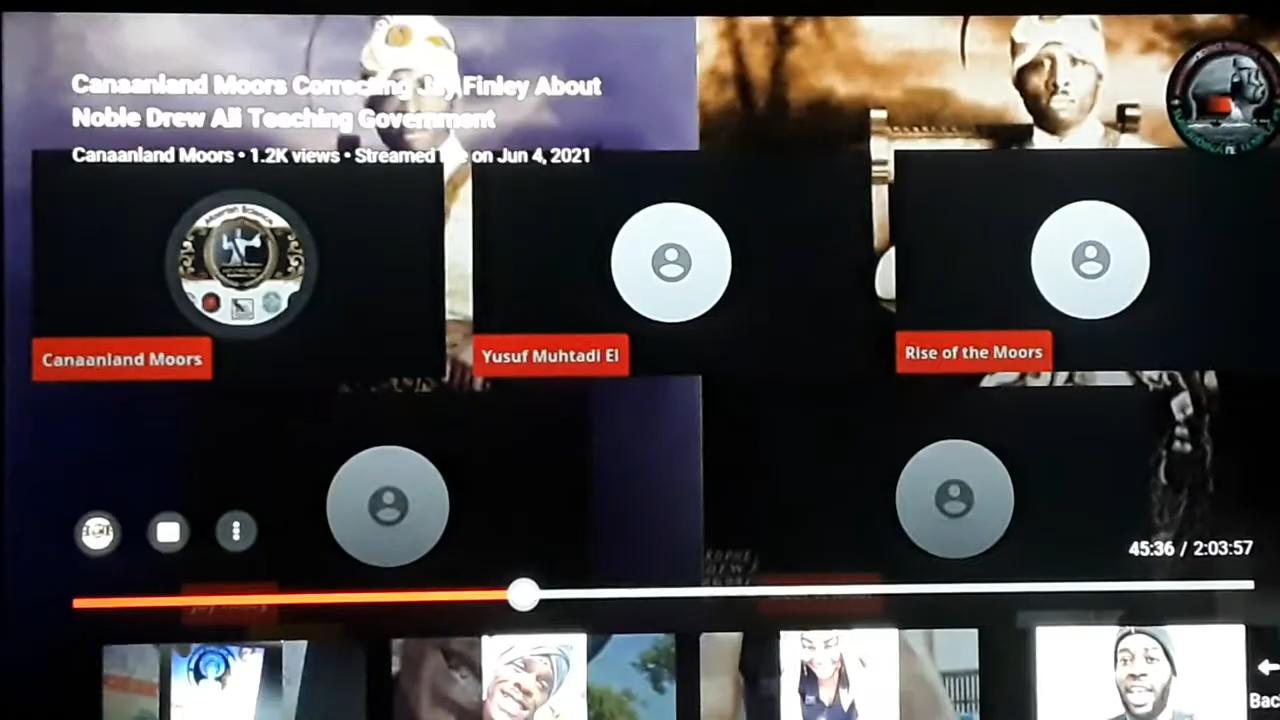 Canaanland Moors Correcting Jay Finley About
Noble Drew Ali Teaching Government
Canaanland Moors • 1.2K views • Streamed live on Jun 4, 2021
Canaanland Moors
Yusuf Muhtadi El
Rise of the Moors
45:36 / 2:03:57